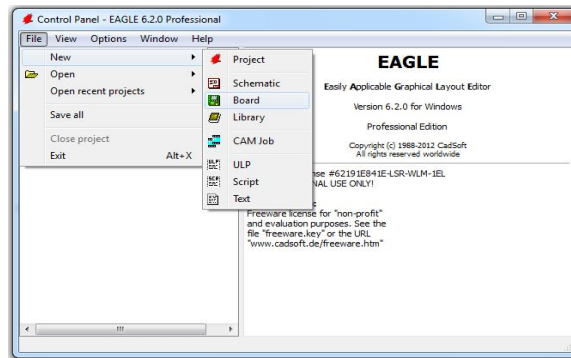 Control Panel - EAGLE 6.2.0 Professional
File View Options Window Help
New
Open
Open recent projects
Save all
Close project
Exit Alt+X
Project
Schematic
Board
Library
CAM Job
ULP
Script
Text
EAGLE
Easily Applicable Graphical Layout Editor
Version 6.2.0 for Windows
Professional Edition
Copyright (c) 1988-2012 CadSoft
All rights reserved worldwide
nse #62191E841E-LSR-WLM-1EL
NAL USE ONLY!
Freeware license for "non-profit"
and evaluation purposes. See the
file "freeware.key" or the URL
"www.cadsoft.de/freeware.htm"